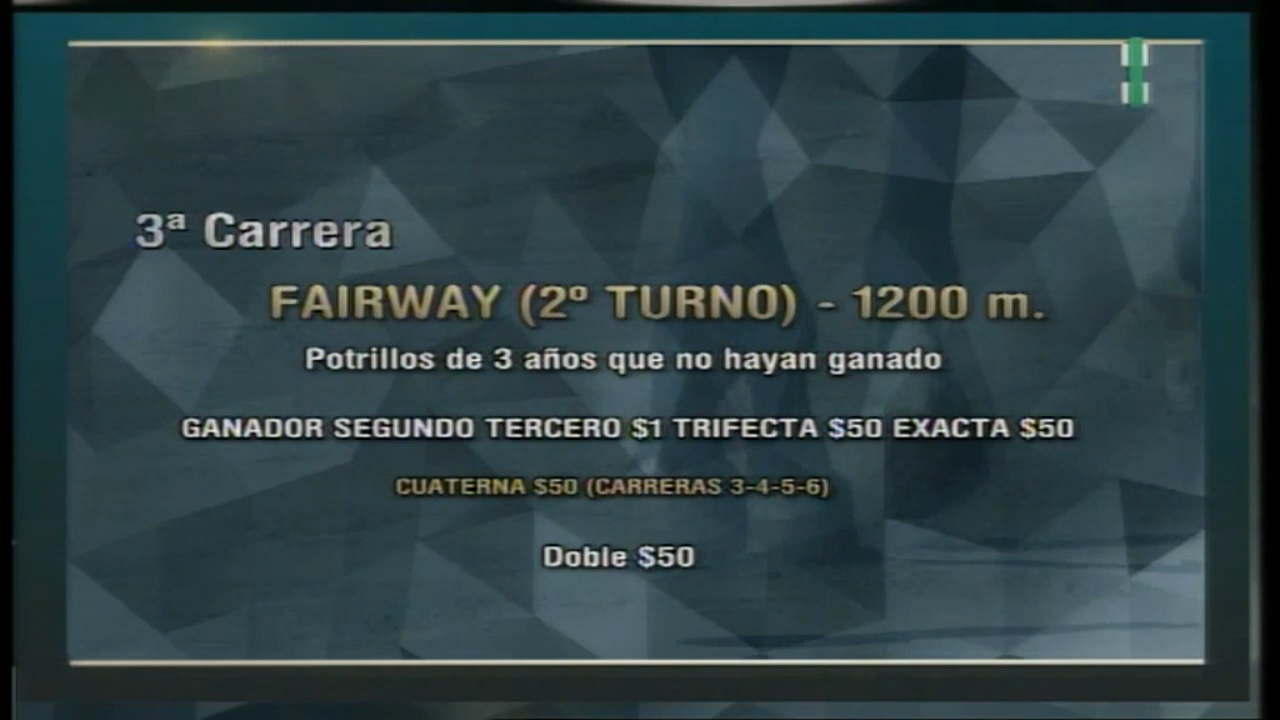 3ª Carrera
FAIRWAY (2º TURNO) - 1200 m.
Potrillos de 3 años que no hayan ganado
GANADOR SEGUNDO TERCERO $1 TRIFECTA $50 EXACTA $50
CUATERNA $50 (CARRERAS 3-4-5-6)
Doble $50